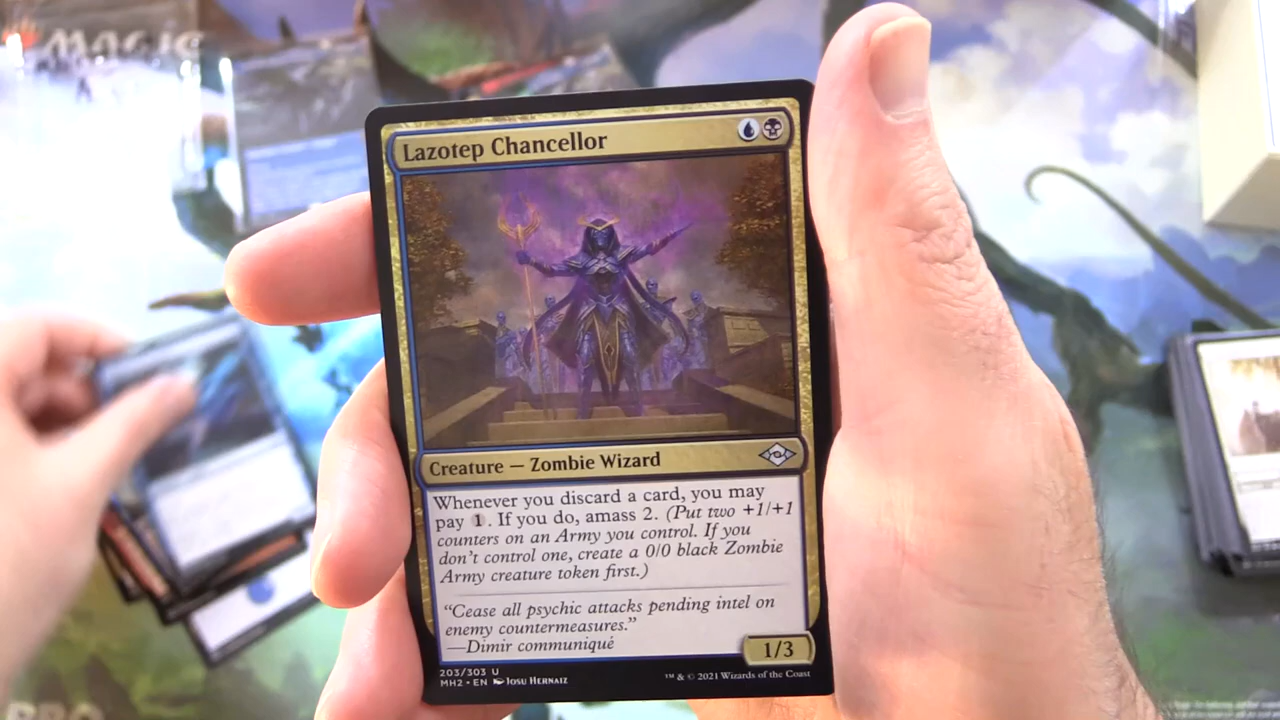 Magic
Lazotep Chancellor
Creature — Zombie Wizard
Whenever you discard a card, you may
pay 1. If you do, amass 2. (Put two +1/+1
counters on an Army you control. If you
don't control one, create a 0/0 black Zombie
Army creature token first.)
“Cease all psychic attacks pending intel on
enemy countermeasures.”
—Dimir communiqué
1/3
203/303 U
MH2 • EN Josu Hernaiz
™ & © 2021 Wizards of the Coast
PRO